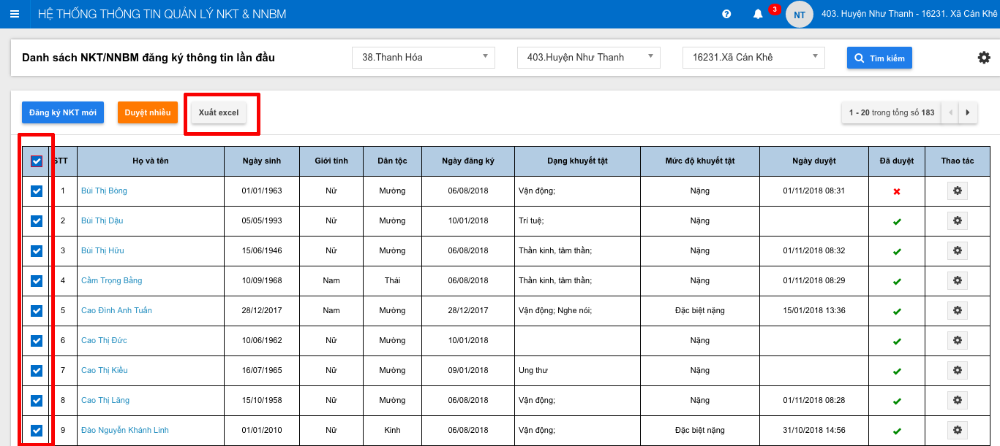 HỆ THỐNG THÔNG TIN QUẢN LÝ NKT & NNBM 3 NT 403. Huyện Như Thanh - 16231. Xã Cán Khê
Danh sách NKT/NNBM đăng ký thông tin lần đầu 38.Thanh Hóa 403.Huyện Như Thanh 16231.Xã Cán Khê Tìm kiếm
Đăng ký NKT mới Duyệt nhiều Xuất excel 1 - 20 trong tổng số 183
STT Họ và tên Ngày sinh Giới tính Dân tộc Ngày đăng ký Dạng khuyết tật Mức độ khuyết tật Ngày duyệt Đã duyệt Thao tác
1 Bùi Thị Bòng 01/01/1963 Nữ Mường 06/08/2018 Vận động; Nặng 01/11/2018 08:31
2 Bùi Thị Dậu 05/05/1993 Nữ Mường 10/01/2018 Trí tuệ; Nặng
3 Bùi Thị Hữu 15/06/1946 Nữ Mường 06/08/2018 Thần kinh, tâm thần; Nặng 01/11/2018 08:32
4 Cầm Trọng Bằng 10/09/1968 Nam Thái 06/08/2018 Thần kinh, tâm thần; Nặng 01/11/2018 08:29
5 Cao Đình Anh Tuấn 28/12/2017 Nam Mường 28/12/2017 Vận động; Nghe nói; Đặc biệt nặng 15/01/2018 13:36
6 Cao Thị Đức 10/06/1962 Nữ Mường 10/01/2018 Nặng
7 Cao Thị Kiều 16/07/1965 Nữ Mường 09/01/2018 Ung thư Nặng
8 Cao Thị Lăng 15/10/1958 Nữ Mường 06/08/2018 Vận động; Nặng 01/11/2018 08:28
9 Đào Nguyễn Khánh Linh 01/01/2010 Nữ Kinh 06/08/2018 Vận động; Đặc biệt nặng 31/10/2018 14:56